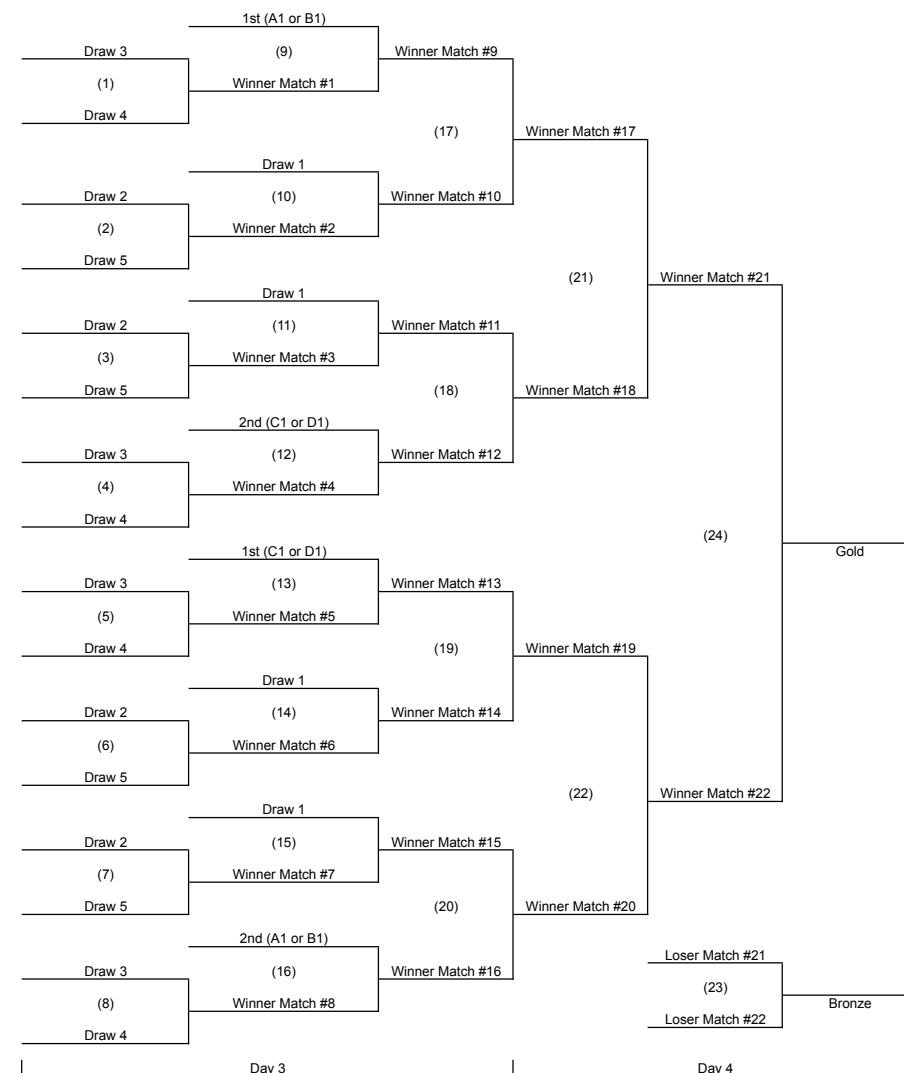 1st (A1 or B1)
Draw 3
(9)
Winner Match #9
(1)
Winner Match #1
Draw 4
(17)
Winner Match #17
Draw 1
Draw 2
(10)
Winner Match #10
(2)
Winner Match #2
Draw 5
(21)
Winner Match #21
Draw 1
Draw 2
(11)
Winner Match #11
(3)
Winner Match #3
Draw 5
(18)
Winner Match #18
2nd (C1 or D1)
Draw 3
(12)
Winner Match #12
(4)
Winner Match #4
Draw 4
(24)
Gold
1st (C1 or D1)
Draw 3
(13)
Winner Match #13
(5)
Winner Match #5
Draw 4
(19)
Winner Match #19
Draw 1
Draw 2
(14)
Winner Match #14
(6)
Winner Match #6
Draw 5
(22)
Winner Match #22
Draw 1
Draw 2
(15)
Winner Match #15
(7)
Winner Match #7
Draw 5
(20)
Winner Match #20
2nd (A1 or B1)
Loser Match #21
Draw 3
(16)
Winner Match #16
(23)
(8)
Winner Match #8
Bronze
Loser Match #22
Draw 4
Day 3
Day 4